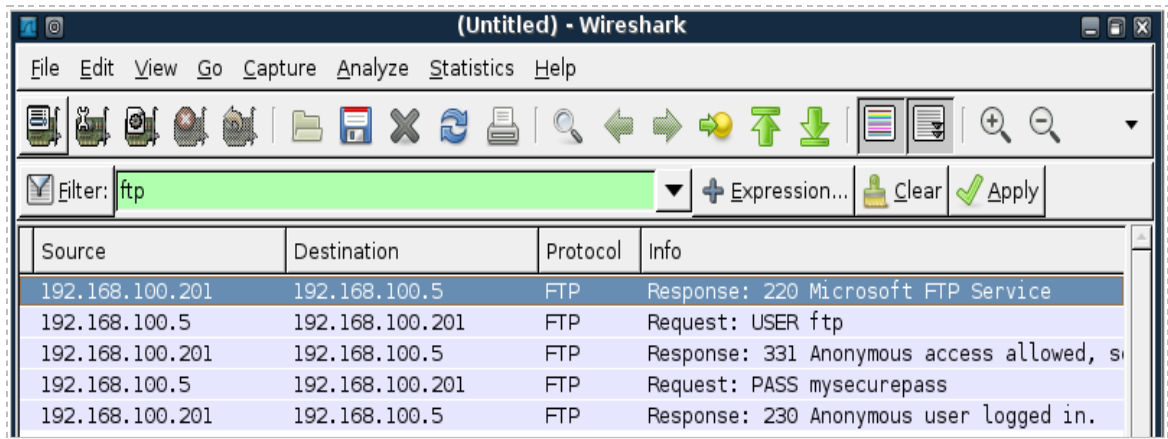 (Untitled) - Wireshark
File Edit View Go Capture Analyze Statistics Help
Filter: ftp Expression... Clear Apply
Source Destination Protocol Info
192.168.100.201 192.168.100.5 FTP Response: 220 Microsoft FTP Service
192.168.100.5 192.168.100.201 FTP Request: USER ftp
192.168.100.201 192.168.100.5 FTP Response: 331 Anonymous access allowed,
192.168.100.5 192.168.100.201 FTP Request: PASS mysecurepass
192.168.100.201 192.168.100.5 FTP Response: 230 Anonymous user logged in.